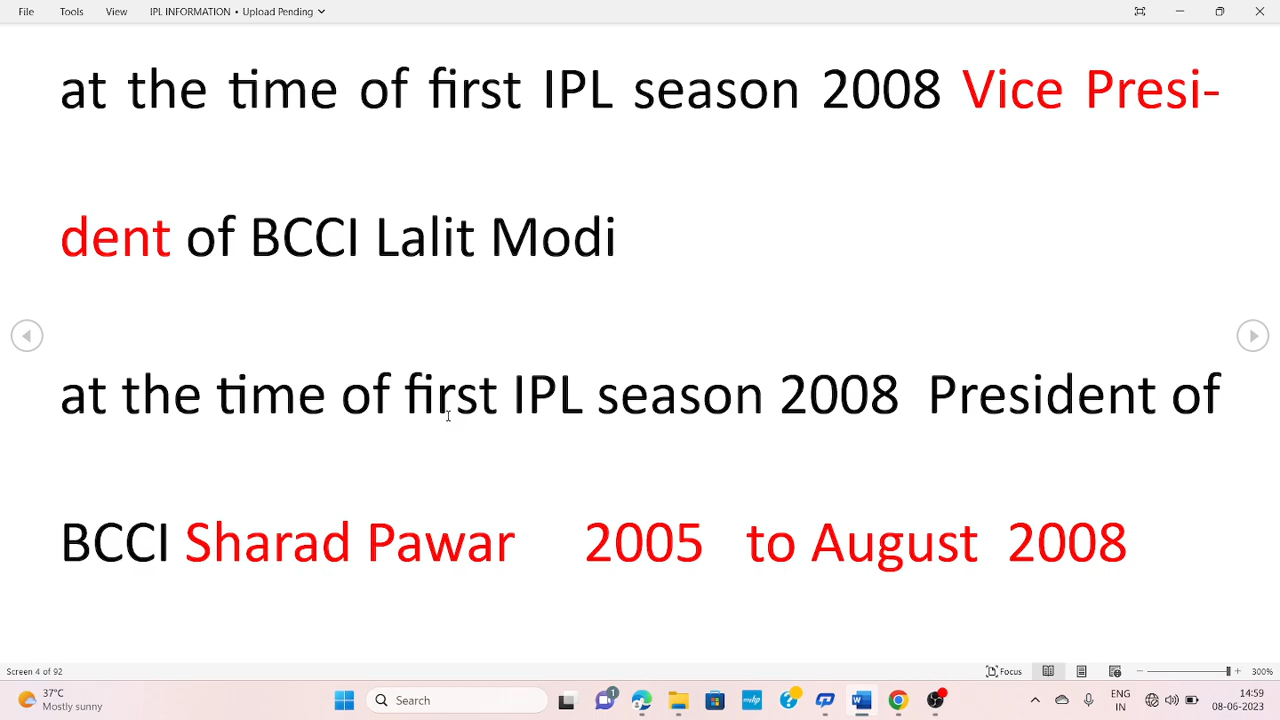 File Tools View IPL INFORMATION • Upload Pending
at the time of first IPL season 2008 Vice Presi-
dent of BCCI Lalit Modi
at the time of first IPL season 2008 President of
BCCI Sharad Pawar 2005 to August 2008
Screen 4 of 92 Focus 300%
37°C
Mostly sunny
Search
myhp
1
ENG
IN
14:59
08-06-2023